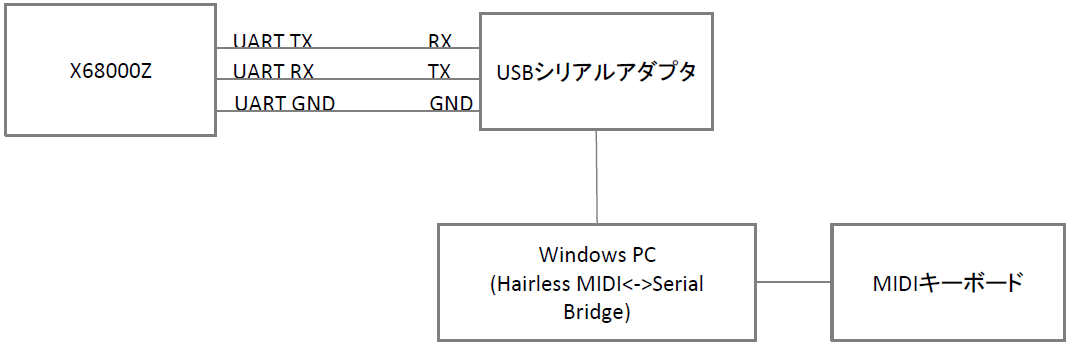 X68000Z
UART TX
RX
UART RX
TX
UART GND
GND
USBシリアルアダプタ
Windows PC
(Hairless MIDI<->Serial
Bridge)
MIDIキーボード